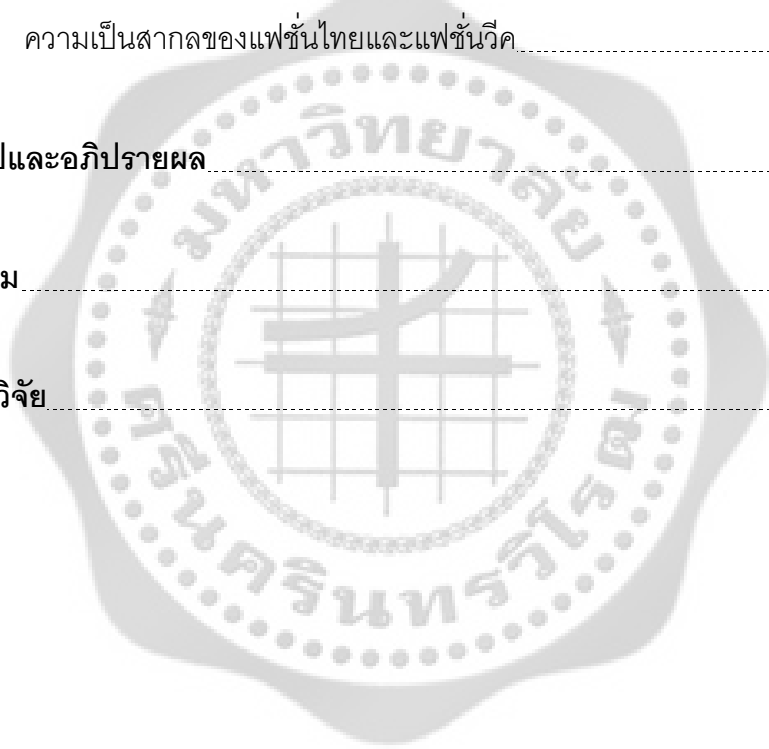 ความเป็นสากลของแฟชั่นไทยและแฟชั่นวีค
และอภิปรายผล
ม
วิจัย
มหาวิทยาลัย
ศรีนครินทรวิโรฒ